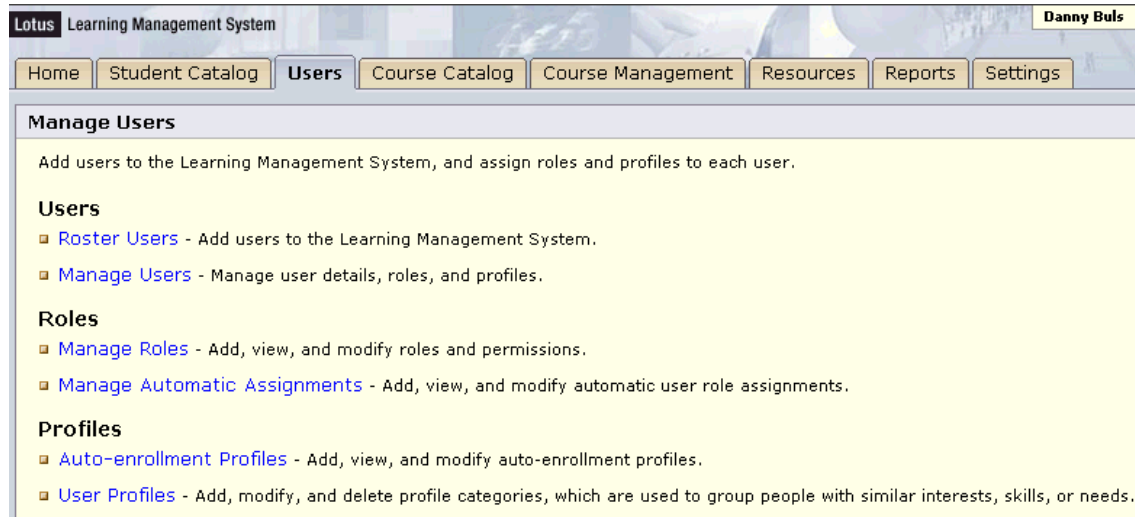 Lotus Learning Management System
Danny Buls
Home Student Catalog Users Course Catalog Course Management Resources Reports Settings
Manage Users
Add users to the Learning Management System, and assign roles and profiles to each user.
Users
Roster Users - Add users to the Learning Management System.
Manage Users - Manage user details, roles, and profiles.
Roles
Manage Roles - Add, view, and modify roles and permissions.
Manage Automatic Assignments - Add, view, and modify automatic user role assignments.
Profiles
Auto-enrollment Profiles - Add, view, and modify auto-enrollment profiles.
User Profiles - Add, modify, and delete profile categories, which are used to group people with similar interests, skills, or needs.